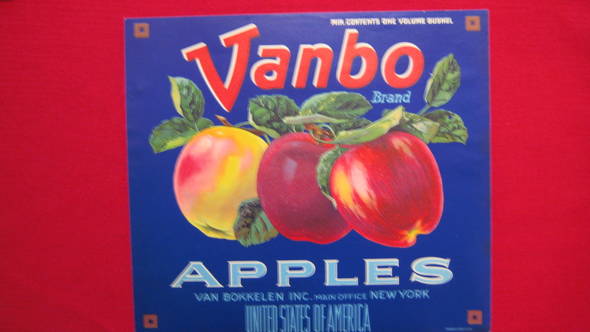 MIN. CONTENTS ONE VOLUME BUSHEL
Vanbo
Brand
APPLES
VAN BOKKELEN INC. MAIN OFFICE NEW YORK
UNITED STATES OF AMERICA